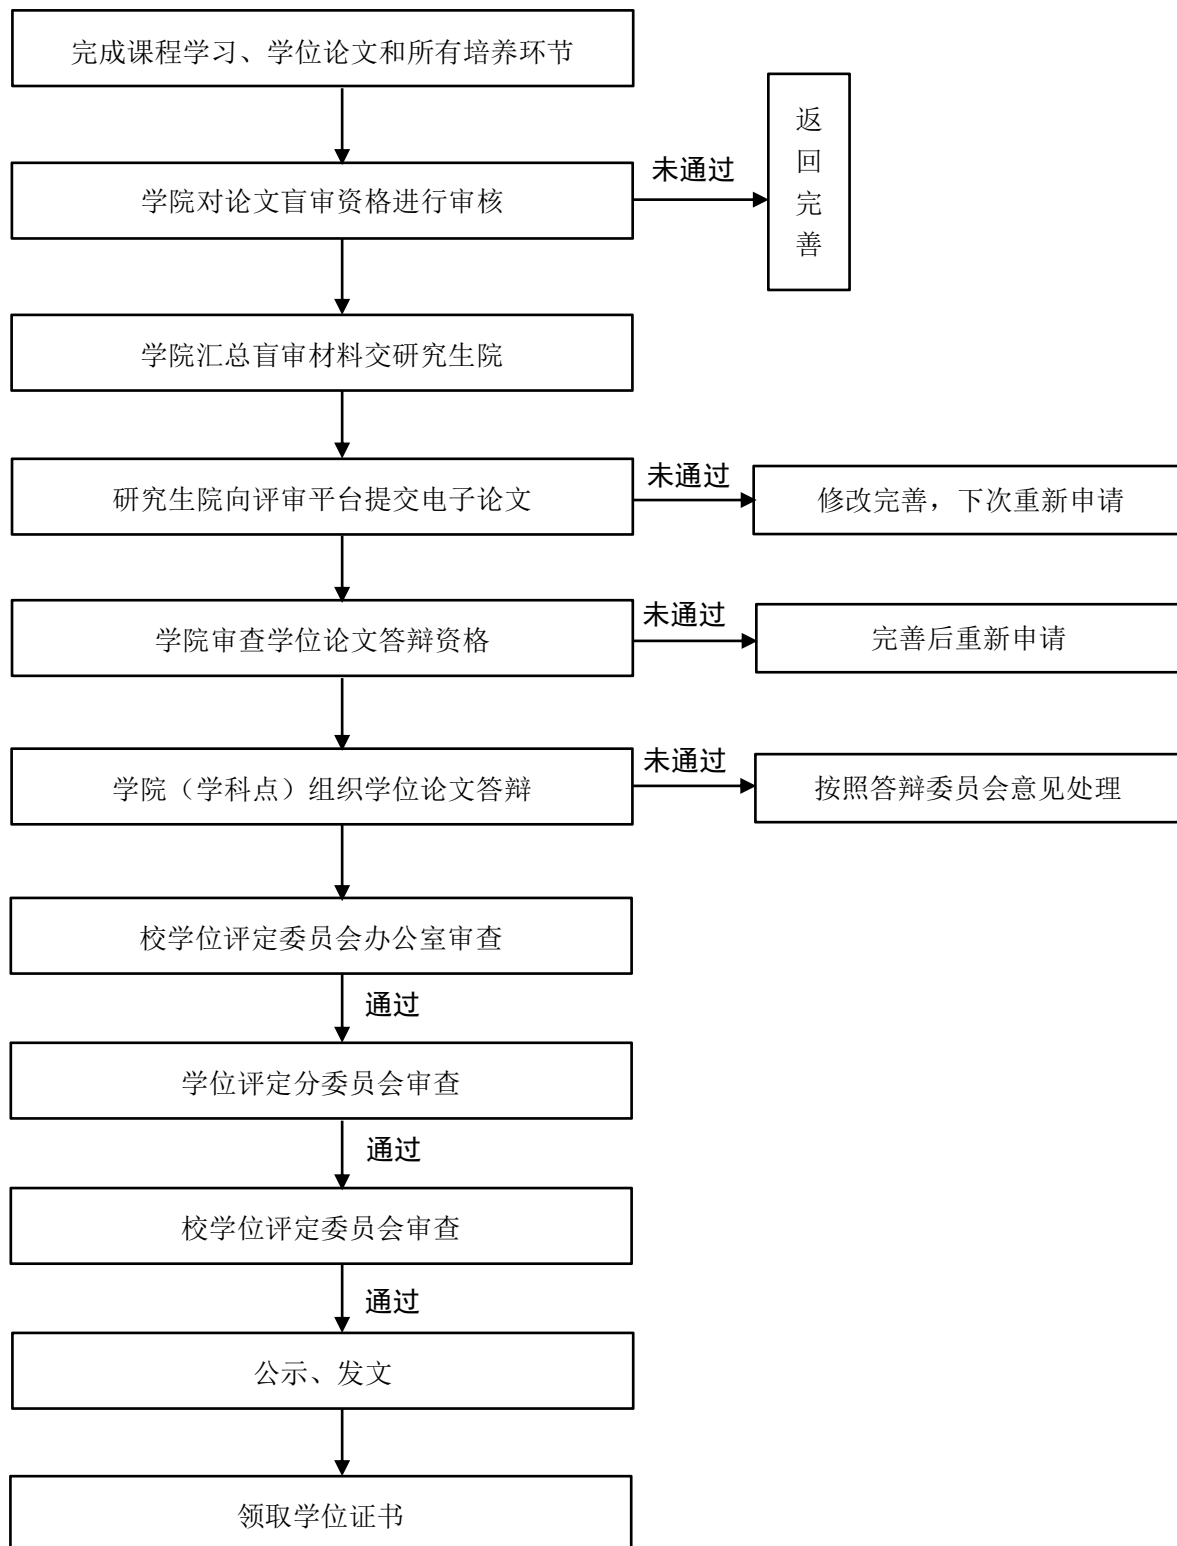 完成课程学习、学位论文和所有培养环节
返
回
完
善
未通过
学院对论文盲审资格进行审核
学院汇总盲审材料交研究生院
未通过
研究生院向评审平台提交电子论文
修改完善，下次重新申请
未通过
学院审查学位论文答辩资格
完善后重新申请
未通过
学院（学科点）组织学位论文答辩
按照答辩委员会意见处理
校学位评定委员会办公室审查
通过
学位评定分委员会审查
通过
校学位评定委员会审查
通过
公示、发文
领取学位证书